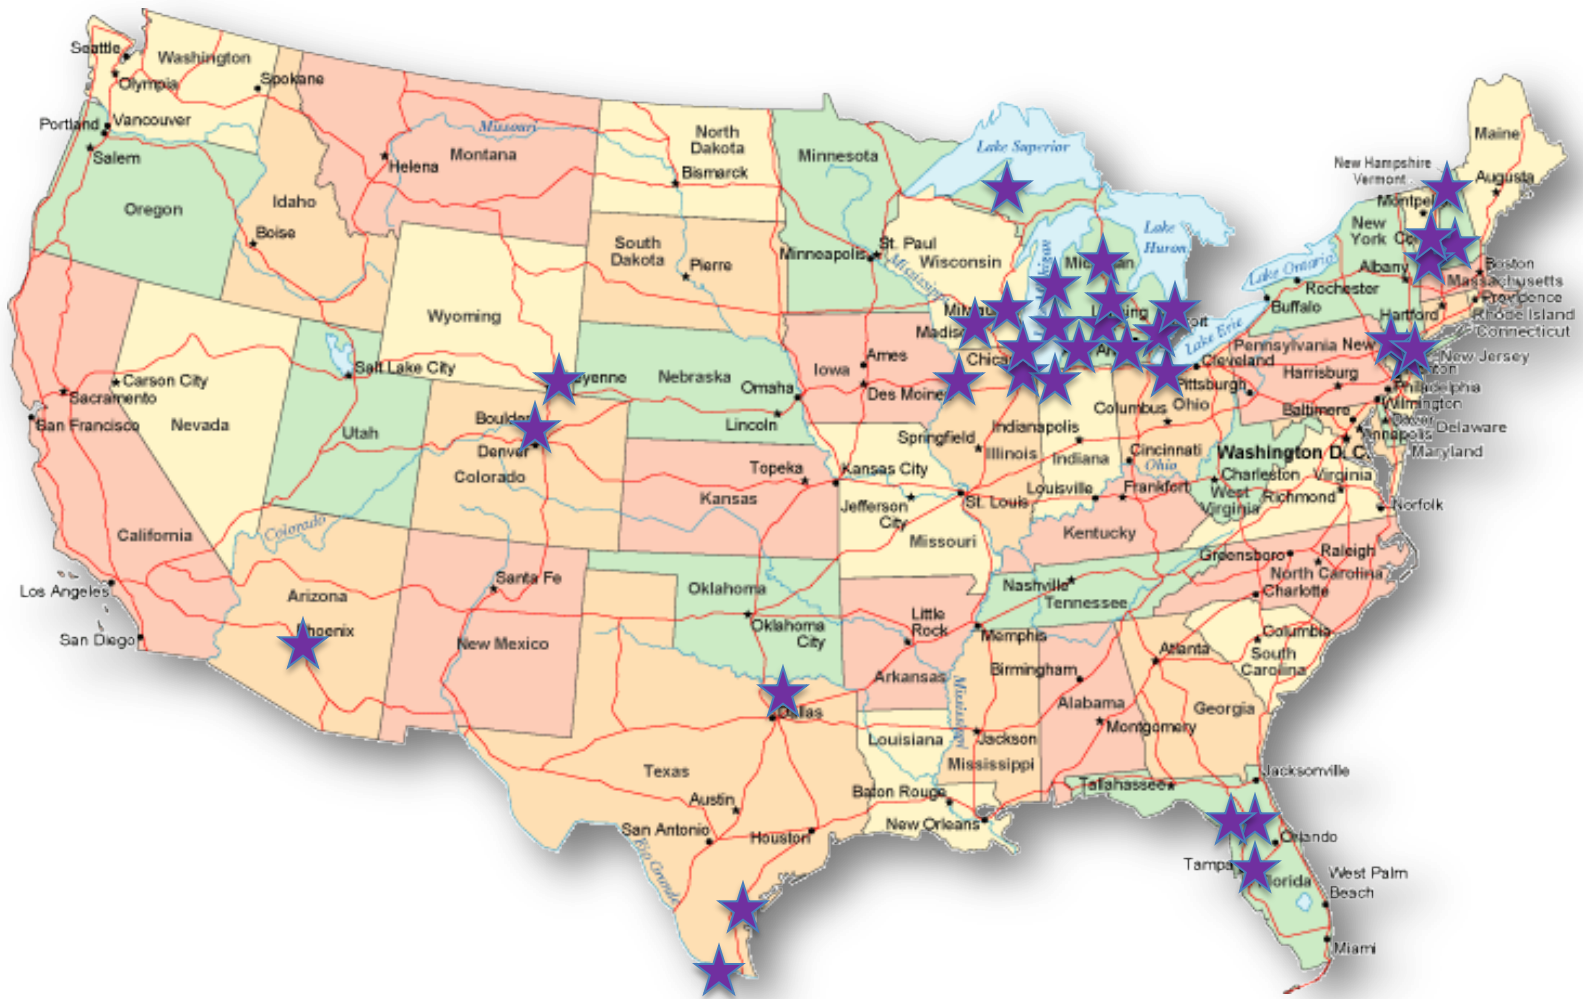 Seattle
Washington
Olympia
Spokane
Portland
Vancouver
Salem
Oregon
Missouri
Montana
Helena
Idaho
Boise
North
Dakota
Bismarck
Minnesota
Lake Superior
Maine
New Hampshire
Vermont
Augusta
New
York
Lake
Huron
South
Dakota
Pierre
Minneapolis
St. Paul
Wisconsin
Lake Ontario
Albany
Boston
Massachusetts
Rochester
Buffalo
Providence
Rhode Island
Hartford
Connecticut
Wyoming
Lake Erie
Pennsylvania
New
New Jersey
Salt Lake City
Carson City
Sacramento
San Francisco
Nevada
Utah
Nebraska
Omaha
Lincoln
Iowa
Ames
Cleveland
Pittsburgh
Harrisburg
Philadelphia
Wilmington
Baltimore
Delaware
Maryland
Boulder
Denver
Colorado
Springfield
Illinois
Indianapolis
Indiana
Columbus
Ohio
Cincinnati
Ohio
Washington D.C.
Charleston
West
Virginia
Virginia
Richmond
Norfolk
Topeka
Kansas
Kansas City
Jefferson
City
Missouri
St. Louis
Louisville
Frankfort
Kentucky
California
Colorado
Los Angeles
San Diego
Arizona
Santa Fe
New Mexico
Oklahoma
Oklahoma
City
Little
Rock
Arkansas
Nashville
Tennessee
Memphis
Greensboro
Raleigh
North Carolina
Charlotte
Columbia
South
Carolina
Atlanta
Georgia
Birmingham
Alabama
Montgomery
Mississippi
Jackson
Mississippi
Louisiana
Baton Rouge
New Orleans
Texas
Austin
San Antonio
Houston
Rio Grande
Tallahassee
Jacksonville
Orlando
Tampa
West Palm
Beach
Miami